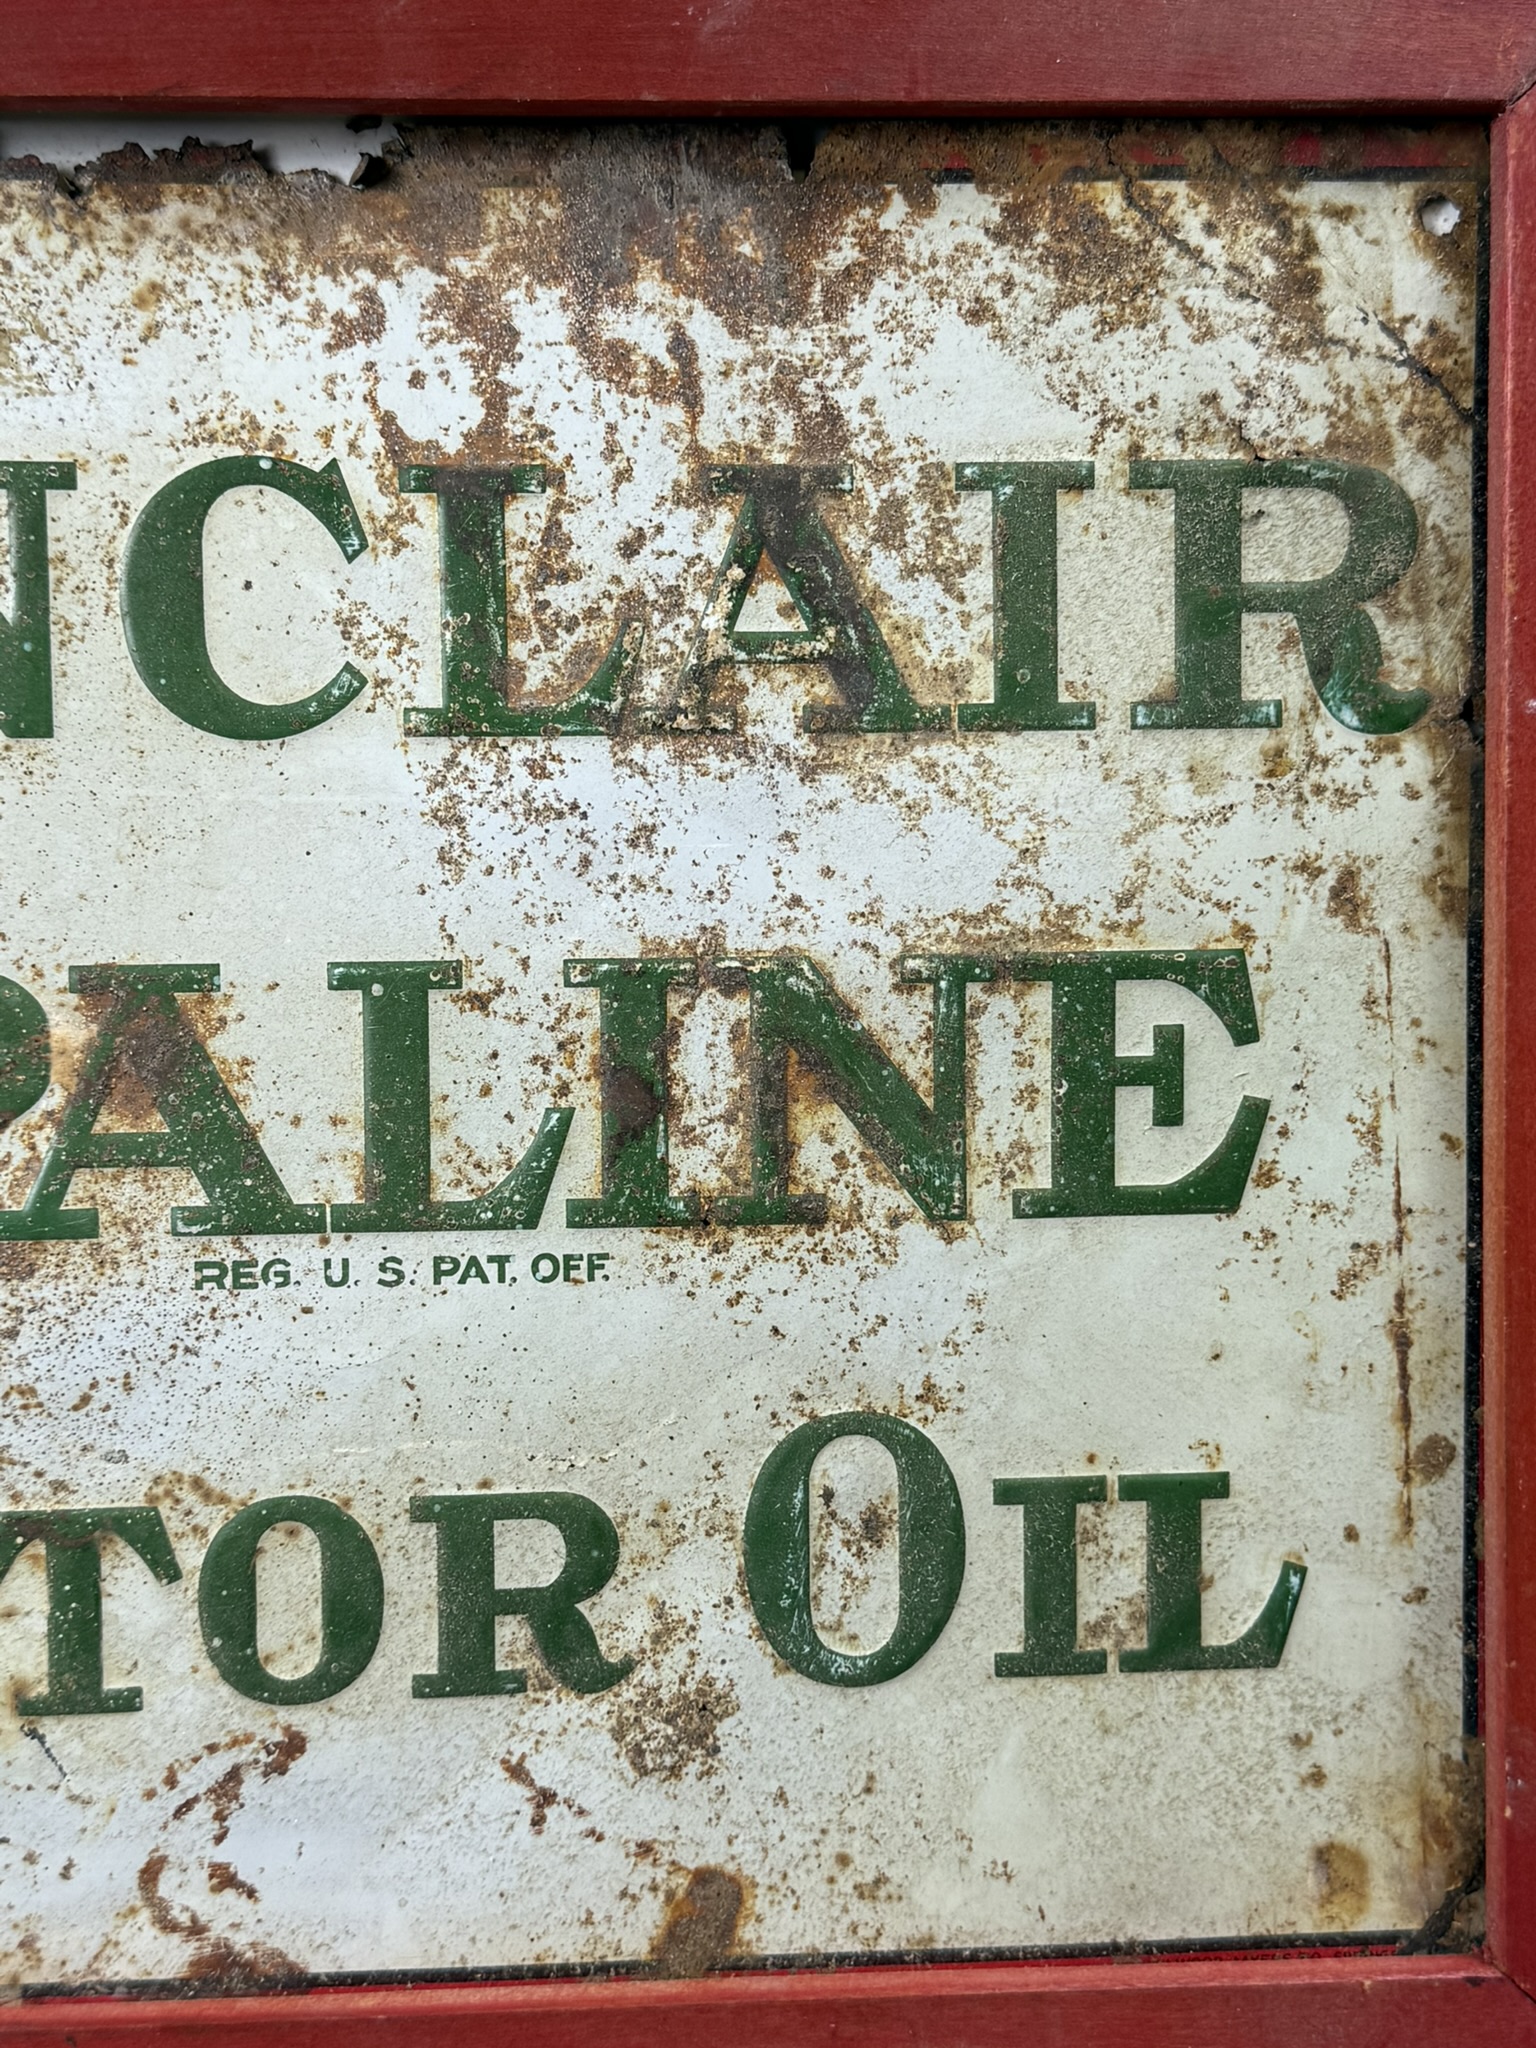 NCLAIR
PALINE
REG. U. S. PAT. OFF.
TOR OIL